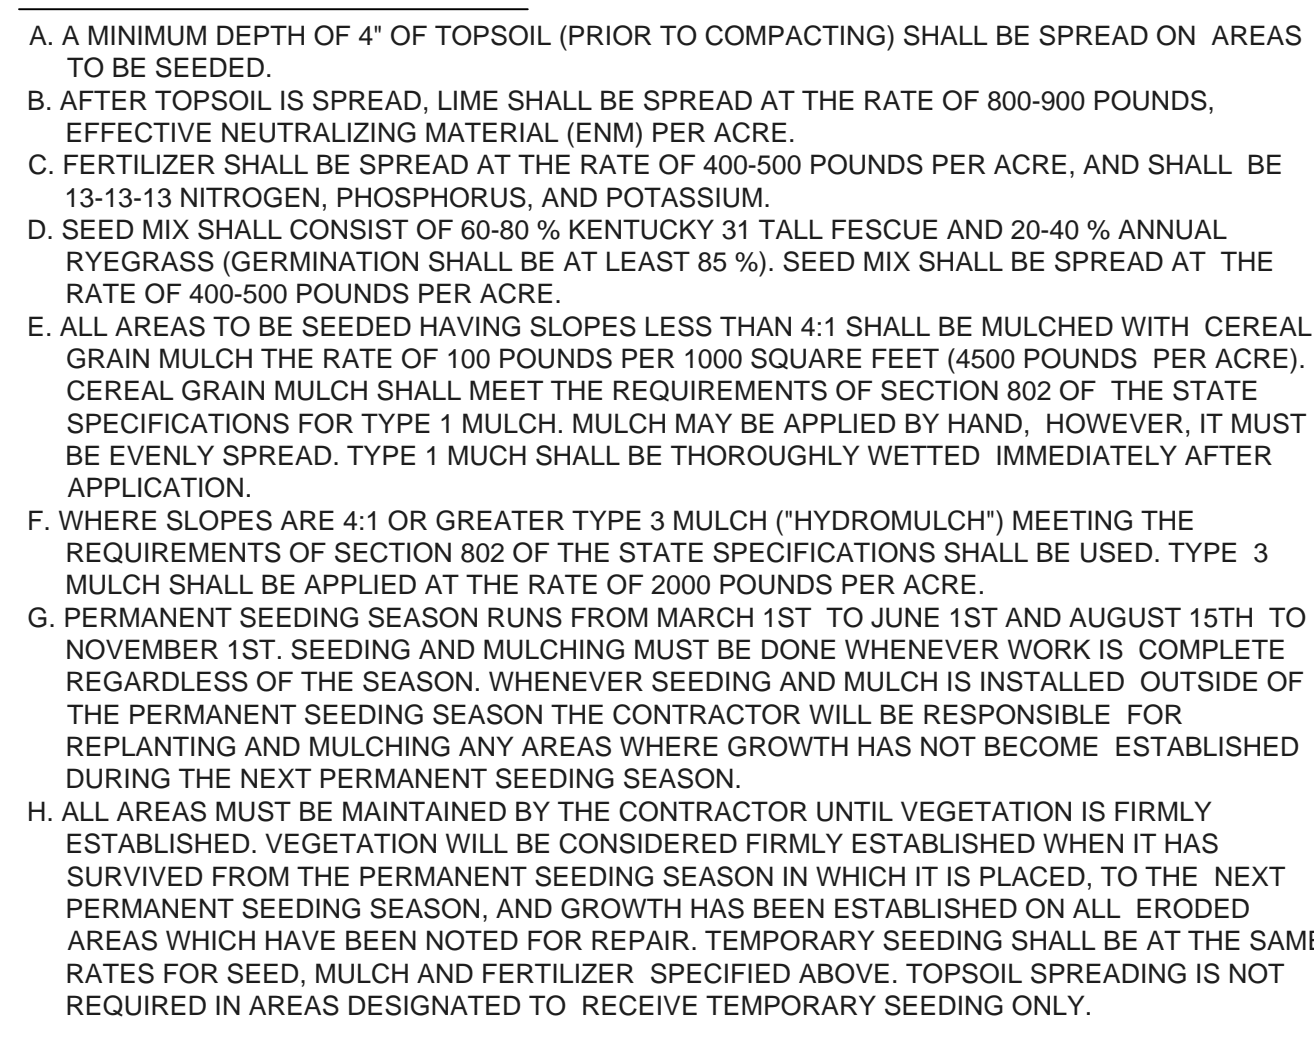 A. A MINIMUM DEPTH OF 4" OF TOPSOIL (PRIOR TO COMPACTING) SHALL BE SPREAD ON AREAS
TO BE SEEDED.
B. AFTER TOPSOIL IS SPREAD, LIME SHALL BE SPREAD AT THE RATE OF 800-900 POUNDS,
EFFECTIVE NEUTRALIZING MATERIAL (ENM) PER ACRE.
C. FERTILIZER SHALL BE SPREAD AT THE RATE OF 400-500 POUNDS PER ACRE, AND SHALL BE
13-13-13 NITROGEN, PHOSPHORUS, AND POTASSIUM.
D. SEED MIX SHALL CONSIST OF 60-80 % KENTUCKY 31 TALL FESCUE AND 20-40 % ANNUAL
RYEGRASS (GERMINATION SHALL BE AT LEAST 85 %). SEED MIX SHALL BE SPREAD AT THE
RATE OF 400-500 POUNDS PER ACRE.
E. ALL AREAS TO BE SEEDED HAVING SLOPES LESS THAN 4:1 SHALL BE MULCHED WITH CEREAL
GRAIN MULCH THE RATE OF 100 POUNDS PER 1000 SQUARE FEET (4500 POUNDS PER ACRE).
CEREAL GRAIN MULCH SHALL MEET THE REQUIREMENTS OF SECTION 802 OF THE STATE
SPECIFICATIONS FOR TYPE 1 MULCH. MULCH MAY BE APPLIED BY HAND, HOWEVER, IT MUST
BE EVENLY SPREAD. TYPE 1 MUCH SHALL BE THOROUGHLY WETTED IMMEDIATELY AFTER
APPLICATION.
F. WHERE SLOPES ARE 4:1 OR GREATER TYPE 3 MULCH ("HYDROMULCH") MEETING THE
REQUIREMENTS OF SECTION 802 OF THE STATE SPECIFICATIONS SHALL BE USED. TYPE 3
MULCH SHALL BE APPLIED AT THE RATE OF 2000 POUNDS PER ACRE.
G. PERMANENT SEEDING SEASON RUNS FROM MARCH 1ST TO JUNE 1ST AND AUGUST 15TH TO
NOVEMBER 1ST. SEEDING AND MULCHING MUST BE DONE WHENEVER WORK IS COMPLETE
REGARDLESS OF THE SEASON. WHENEVER SEEDING AND MULCH IS INSTALLED OUTSIDE OF
THE PERMANENT SEEDING SEASON THE CONTRACTOR WILL BE RESPONSIBLE FOR
REPLANTING AND MULCHING ANY AREAS WHERE GROWTH HAS NOT BECOME ESTABLISHED
DURING THE NEXT PERMANENT SEEDING SEASON.
H. ALL AREAS MUST BE MAINTAINED BY THE CONTRACTOR UNTIL VEGETATION IS FIRMLY
ESTABLISHED. VEGETATION WILL BE CONSIDERED FIRMLY ESTABLISHED WHEN IT HAS
SURVIVED FROM THE PERMANENT SEEDING SEASON IN WHICH IT IS PLACED, TO THE NEXT
PERMANENT SEEDING SEASON, AND GROWTH HAS BEEN ESTABLISHED ON ALL ERODED
AREAS WHICH HAVE BEEN NOTED FOR REPAIR. TEMPORARY SEEDING SHALL BE AT THE SAME
RATES FOR SEED, MULCH AND FERTILIZER SPECIFIED ABOVE. TOPSOIL SPREADING IS NOT
REQUIRED IN AREAS DESIGNATED TO RECEIVE TEMPORARY SEEDING ONLY.